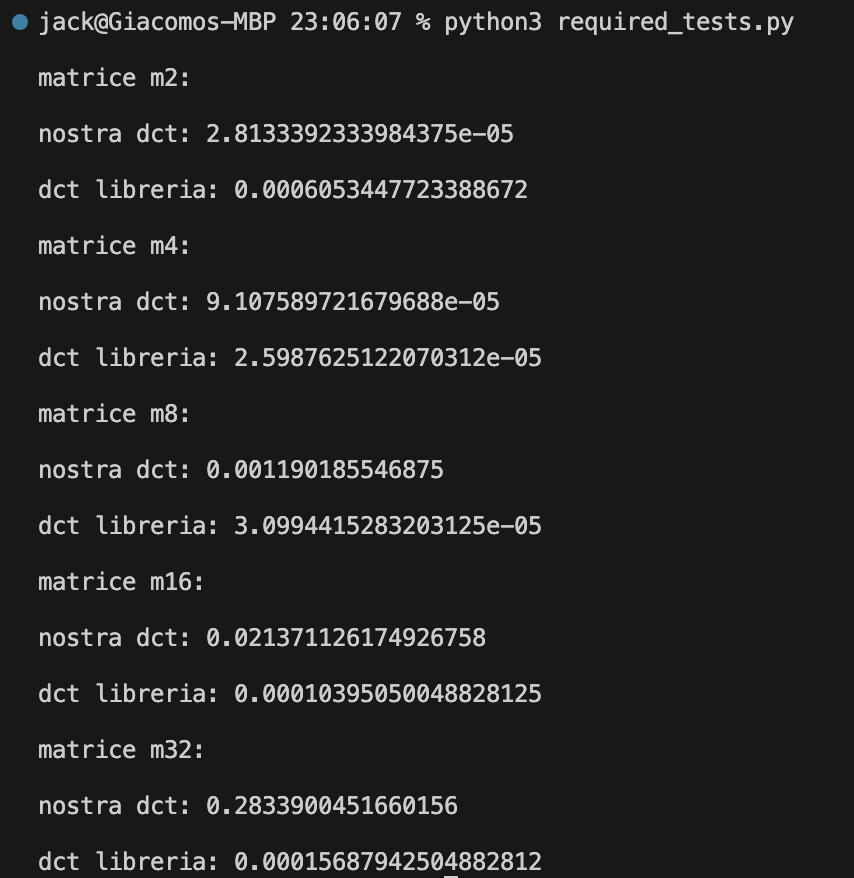 jack@Giacomos-MBP 23:06:07 % python3 required_tests.py
matrice m2:
nostra dct: 2.8133392333984375e-05
dct libreria: 0.0006053447723388672
matrice m4:
nostra dct: 9.107589721679688e-05
dct libreria: 2.5987625122070312e-05
matrice m8:
nostra dct: 0.001190185546875
dct libreria: 3.0994415283203125e-05
matrice m16:
nostra dct: 0.021371126174926758
dct libreria: 0.00010395050048828125
matrice m32:
nostra dct: 0.2833900451660156
dct libreria: 0.00015687942504882812